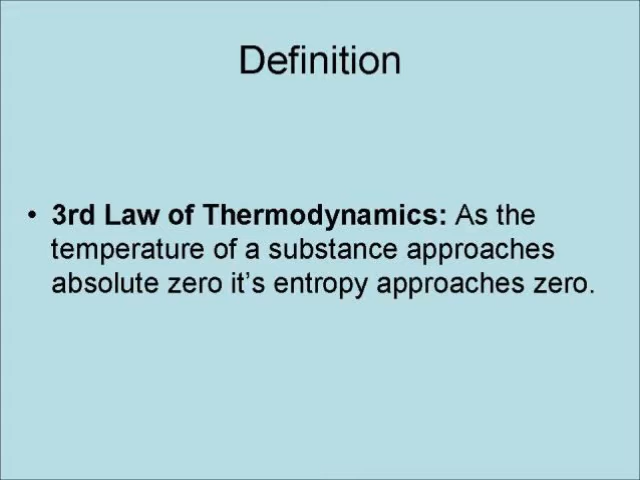 Definition
• 3rd Law of Thermodynamics: As the
temperature of a substance approaches
absolute zero it's entropy approaches zero.